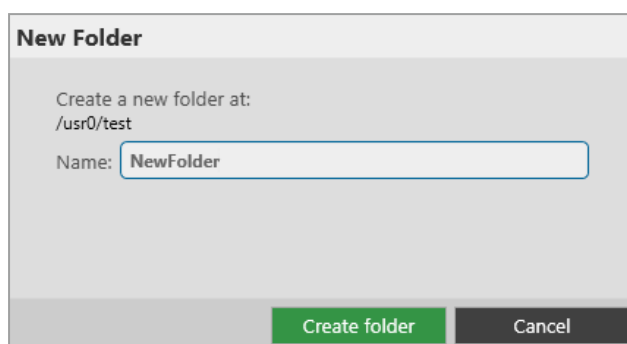 New Folder
Create a new folder at:
/usr0/test
Name: NewFolder
Create folder Cancel